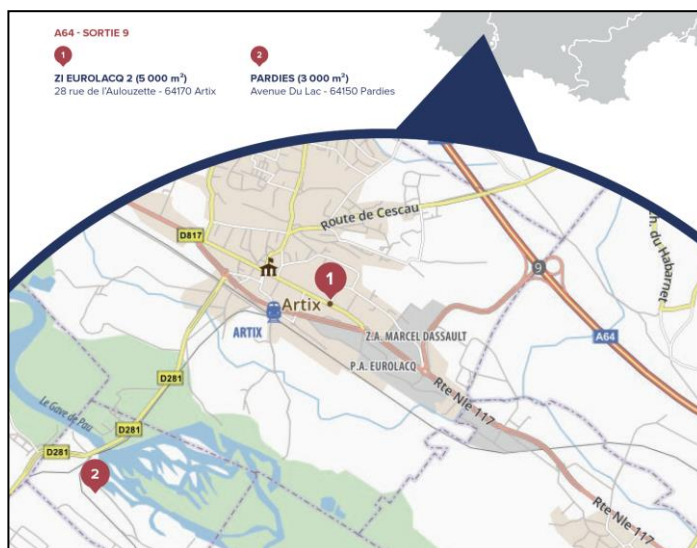 A64 - SORTIE 9
1
ZI EUROLACQ 2 (5 000 m²)
28 rue de l'Aulouzette - 64170 Artix
2
PARDIES (3 000 m²)
Avenue Du Lac - 64150 Pardies
Route de Cescau
Ch. du Habarner
D817
9
1
Artix
ARTIX
Z.A. MARCEL DASSAULT
A64
P.A. EUROLACQ
D281
Rte Nle 117
Le Gave de Pau
D281
D281
2
Rte Nle 117